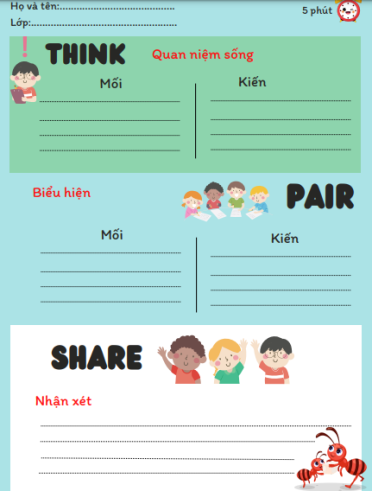 Họ và tên:
5 phút
Lớp:
THINK
Quan niệm sống
Mối
Kiến
Biểu hiện
PAIR
Mối
Kiến
SHARE
Nhận xét